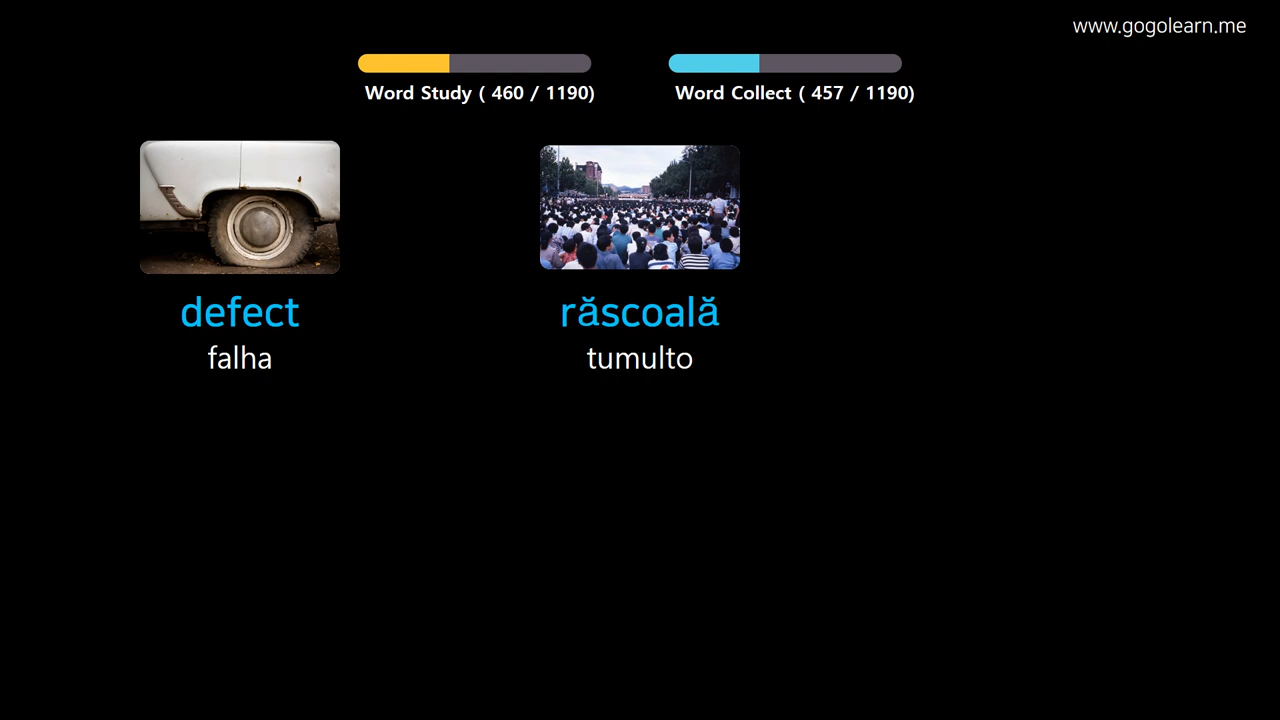 www.gogolearn.me
Word Study ( 460 / 1190)
Word Collect ( 457 / 1190)
defect
falha
răscoală
tumulto